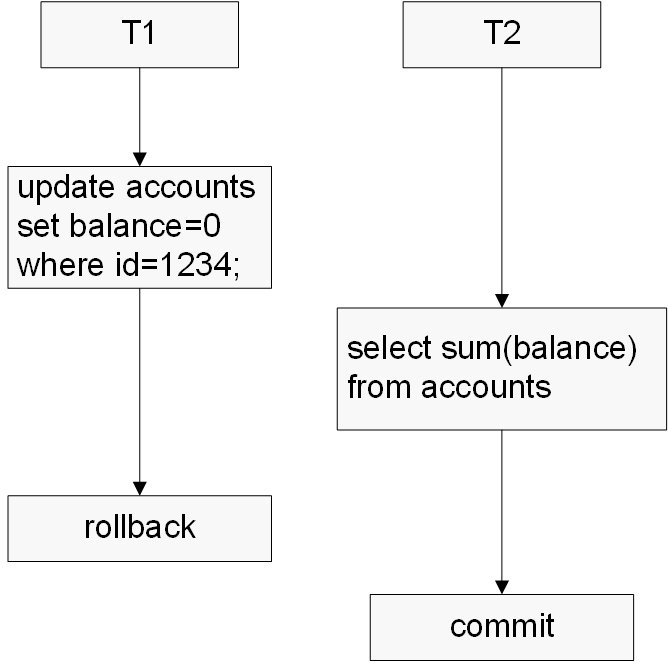 T1
T2
update accounts
set balance=0
where id=1234;
select sum(balance)
from accounts
rollback
commit